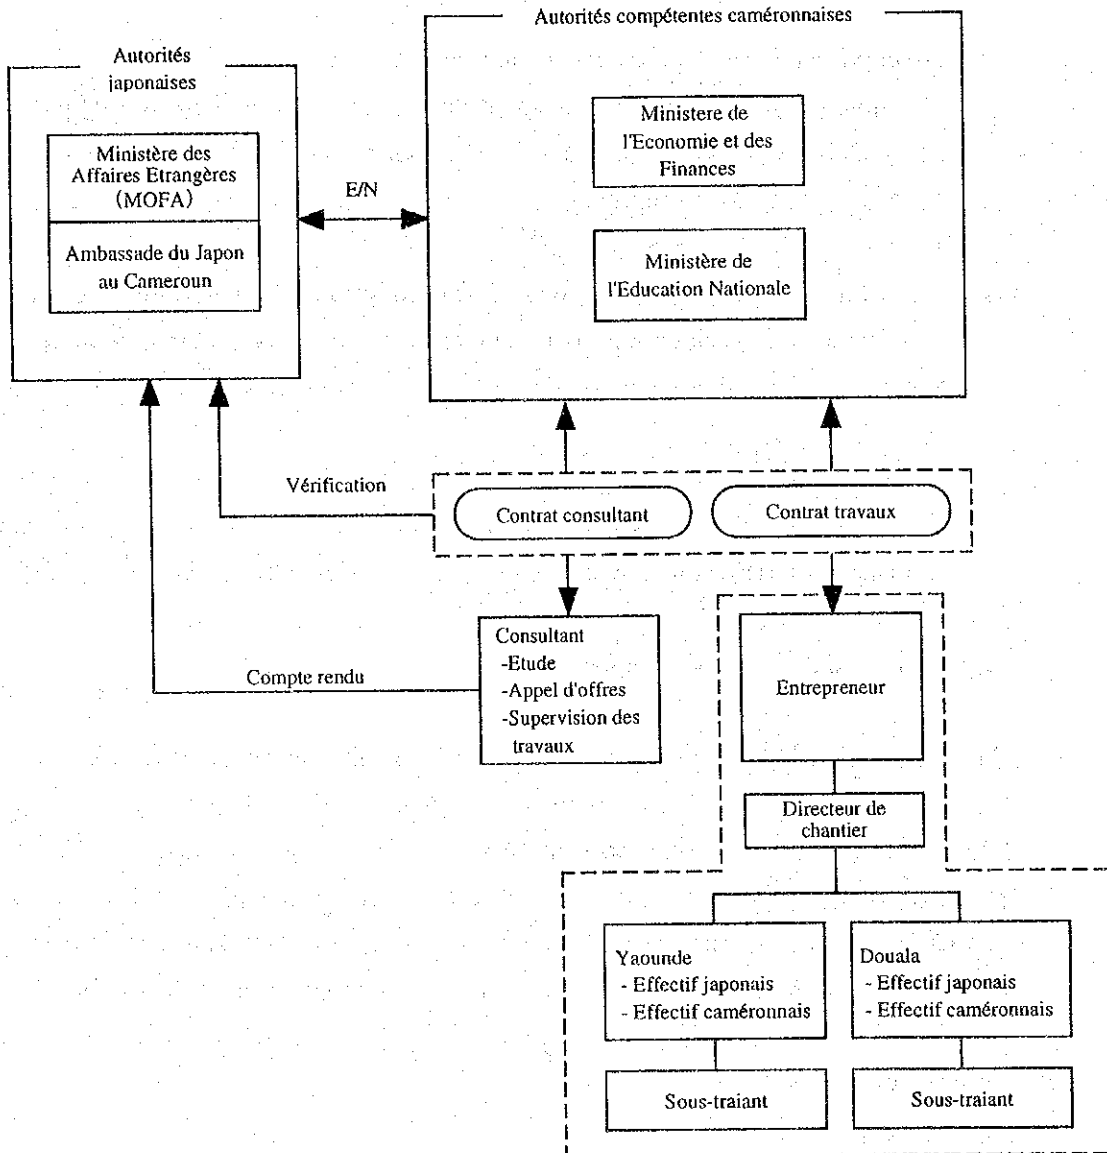 Autorités compétentes caméronnaises
Autorités
japonaises
Ministère des
Affaires Etrangères
(MOFA)
Ambassade du Japon
au Cameroun
E/N
Ministere de
l'Economie et des
Finances
Ministère de
l'Education Nationale
Vérification
Contrat consultant
Contrat travaux
Consultant
-Etude
-Appel d'offres
-Supervision des
travaux
Compte rendu
Entrepreneur
Directeur de
chantier
Yaounde
- Effectif japonais
- Effectif caméronnais
Douala
- Effectif japonais
- Effectif caméronnais
Sous-traiant
Sous-traiant